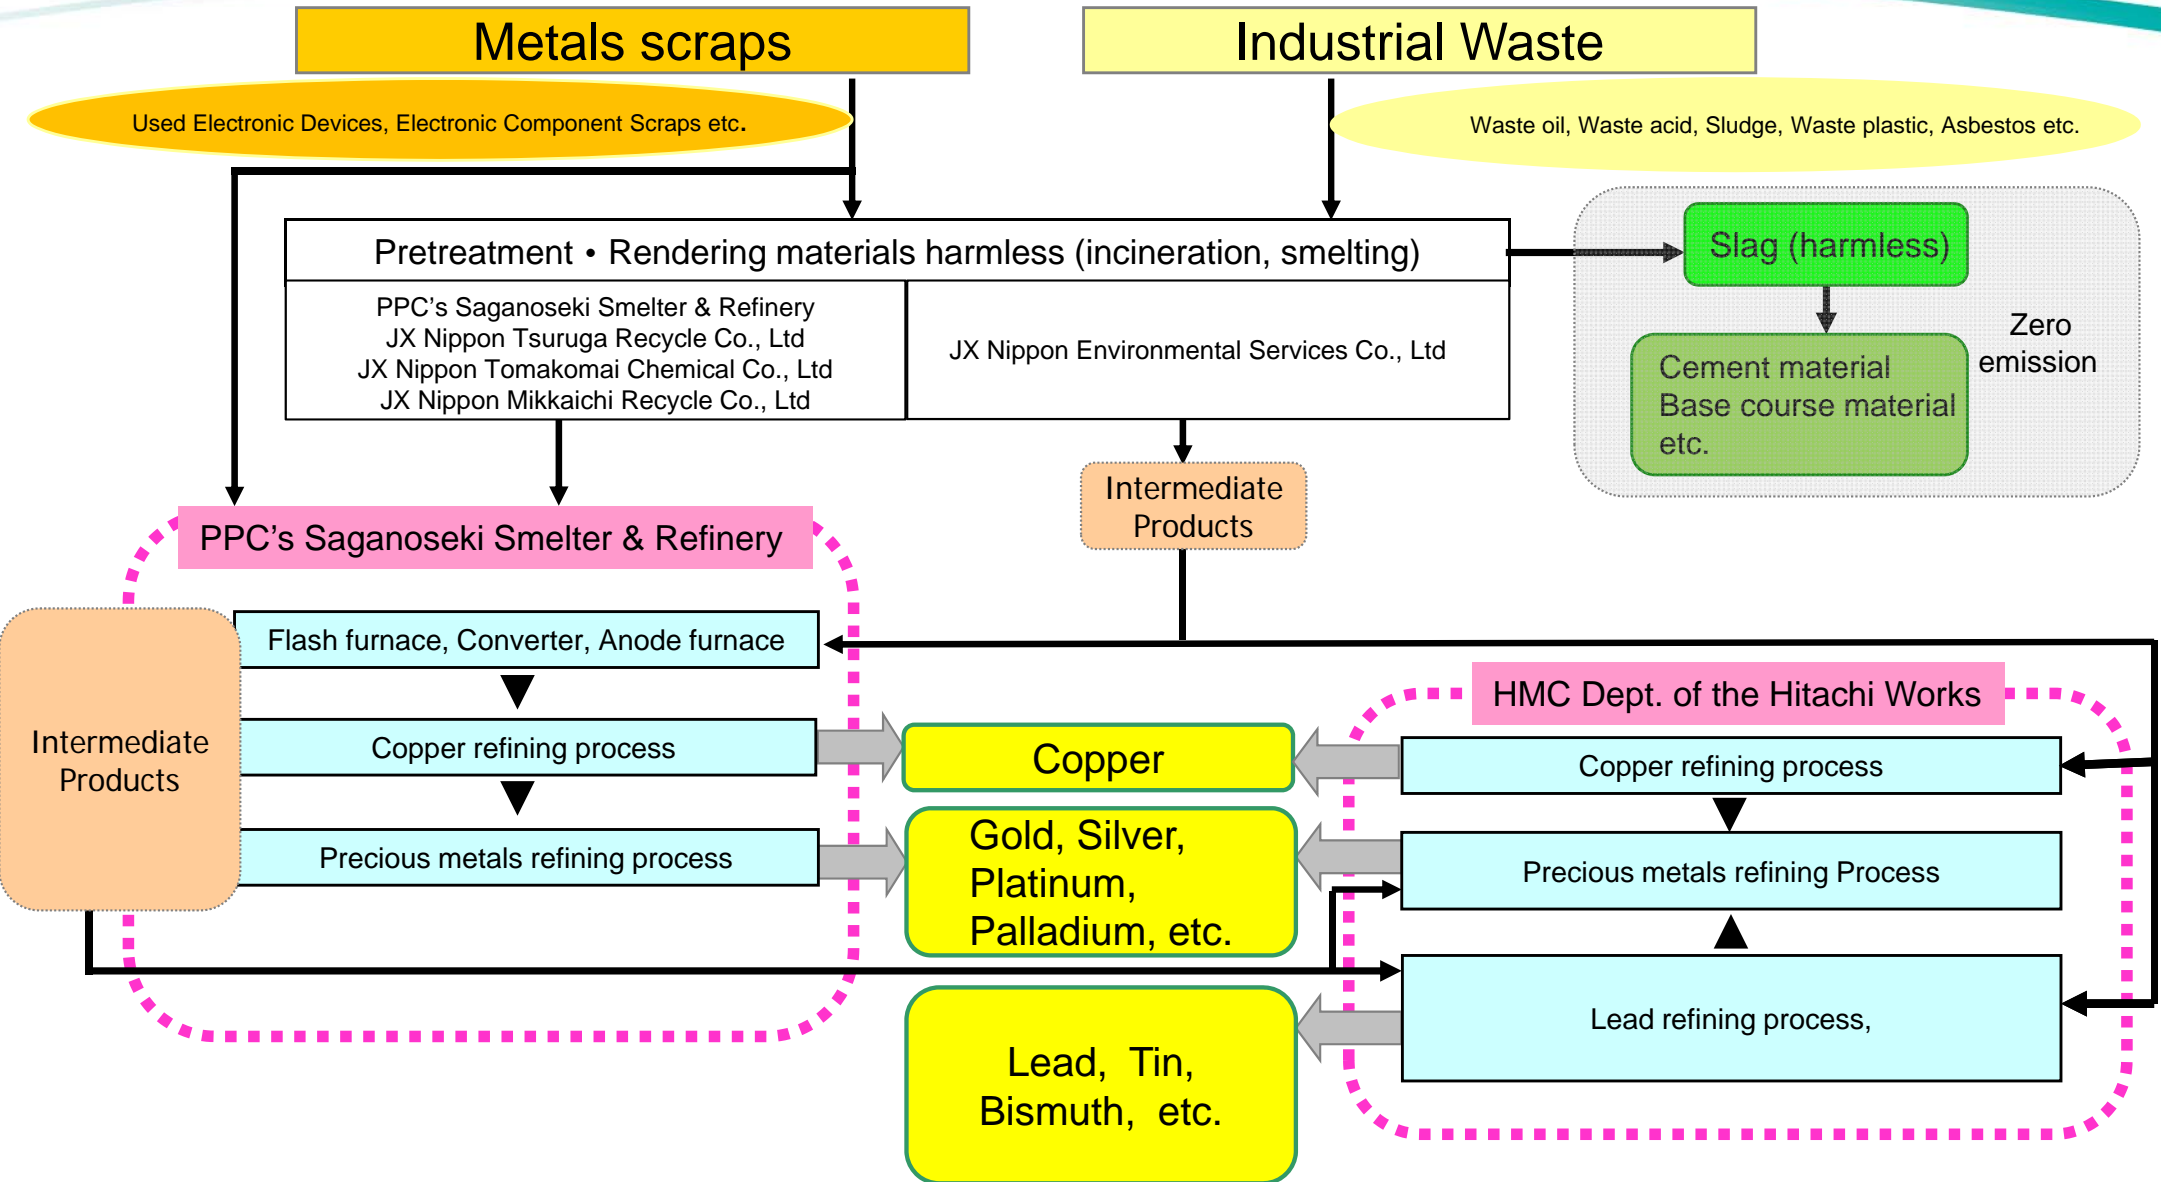 Metals scraps
Industrial Waste
Used Electronic Devices, Electronic Component Scraps etc.
Waste oil, Waste acid, Sludge, Waste plastic, Asbestos etc.
Pretreatment・Rendering materials harmless (incineration, smelting)
PPC's Saganoseki Smelter & Refinery
JX Nippon Tsuruga Recycle Co., Ltd
JX Nippon Tomakomai Chemical Co., Ltd
JX Nippon Mikkaichi Recycle Co., Ltd
JX Nippon Environmental Services Co., Ltd
Slag (harmless)
Cement material
Base course material
etc.
Zero
emission
Intermediate
Products
PPC's Saganoseki Smelter & Refinery
Flash furnace, Converter, Anode furnace
Copper refining process
Precious metals refining process
Intermediate
Products
Copper
Gold, Silver,
Platinum,
Palladium, etc.
Lead, Tin,
Bismuth, etc.
HMC Dept. of the Hitachi Works
Copper refining process
Precious metals refining Process
Lead refining process,